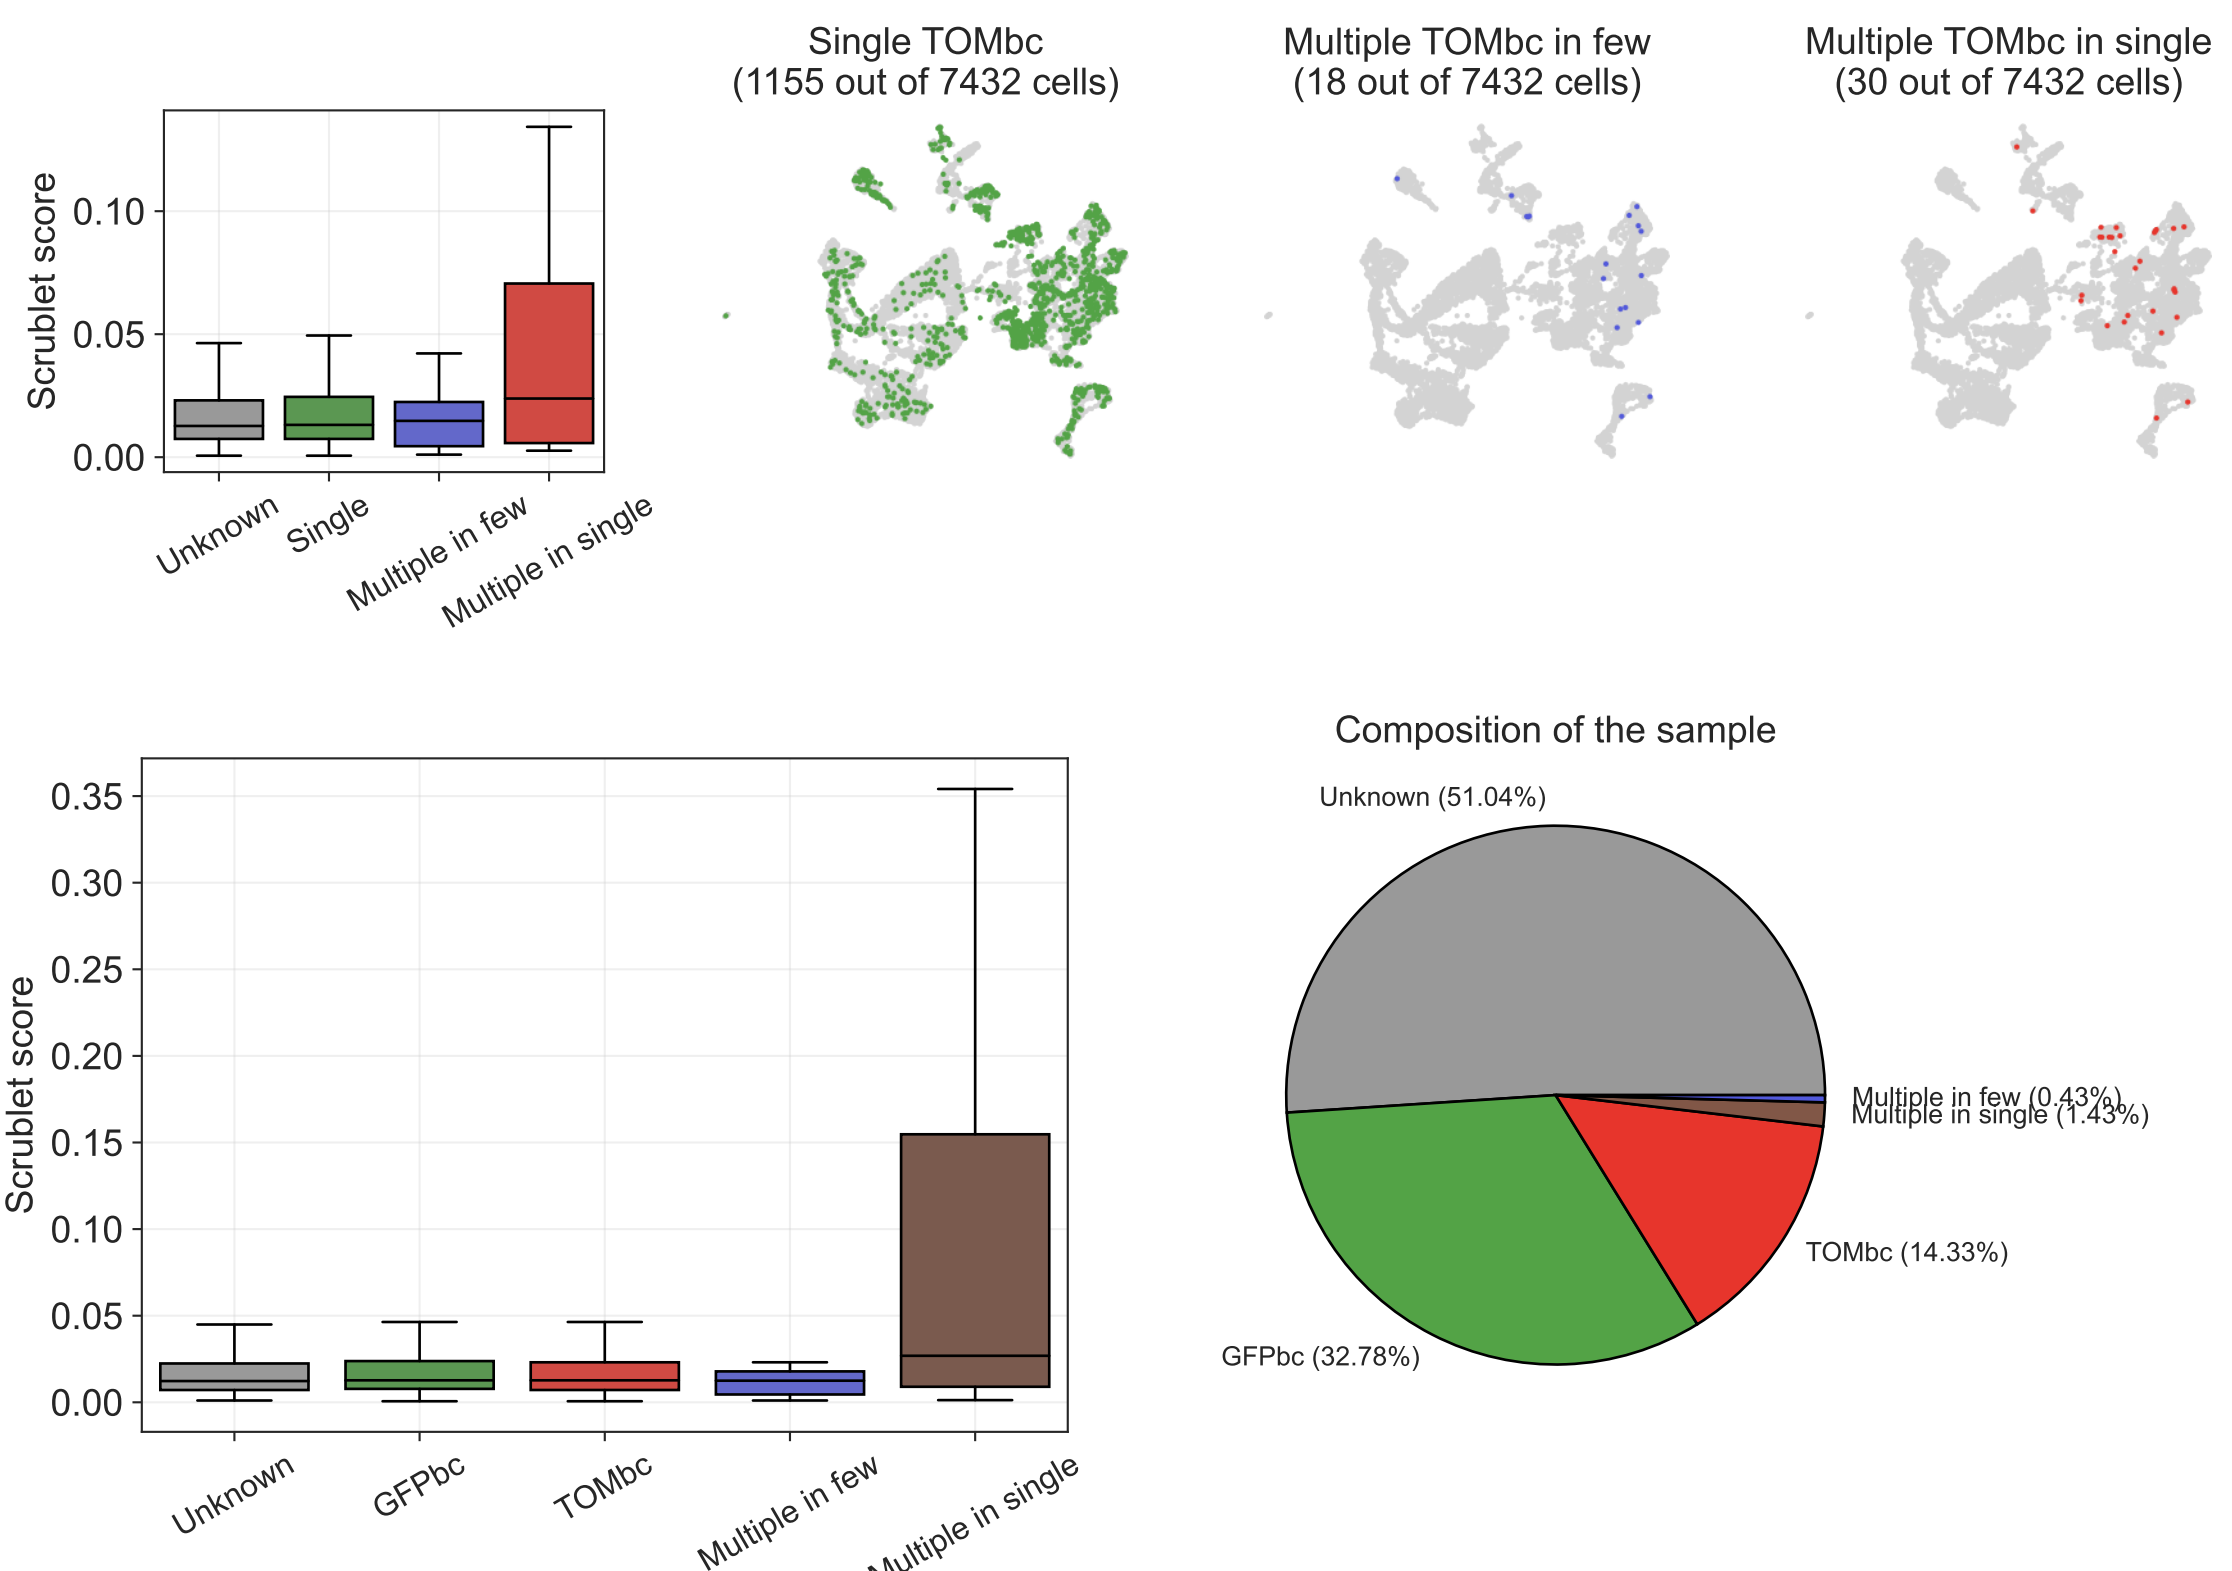 Single TOMbc
(1155 out of 7432 cells)
Multiple TOMbc in few
(18 out of 7432 cells)
Multiple TOMbc in single
(30 out of 7432 cells)
Scrublet score
0.10
0.05
0.00
Unknown
Single
Multiple in few
Multiple in single
Composition of the sample
Scrublet score
0.35
0.30
0.25
0.20
0.15
0.10
0.05
0.00
Unknown
GFPbc
TOMbc
Multiple in few
Multiple in single
Unknown (51.04%)
Multiple in few (0.43%)
Multiple in single (1.43%)
TOMbc (14.33%)
GFPbc (32.78%)